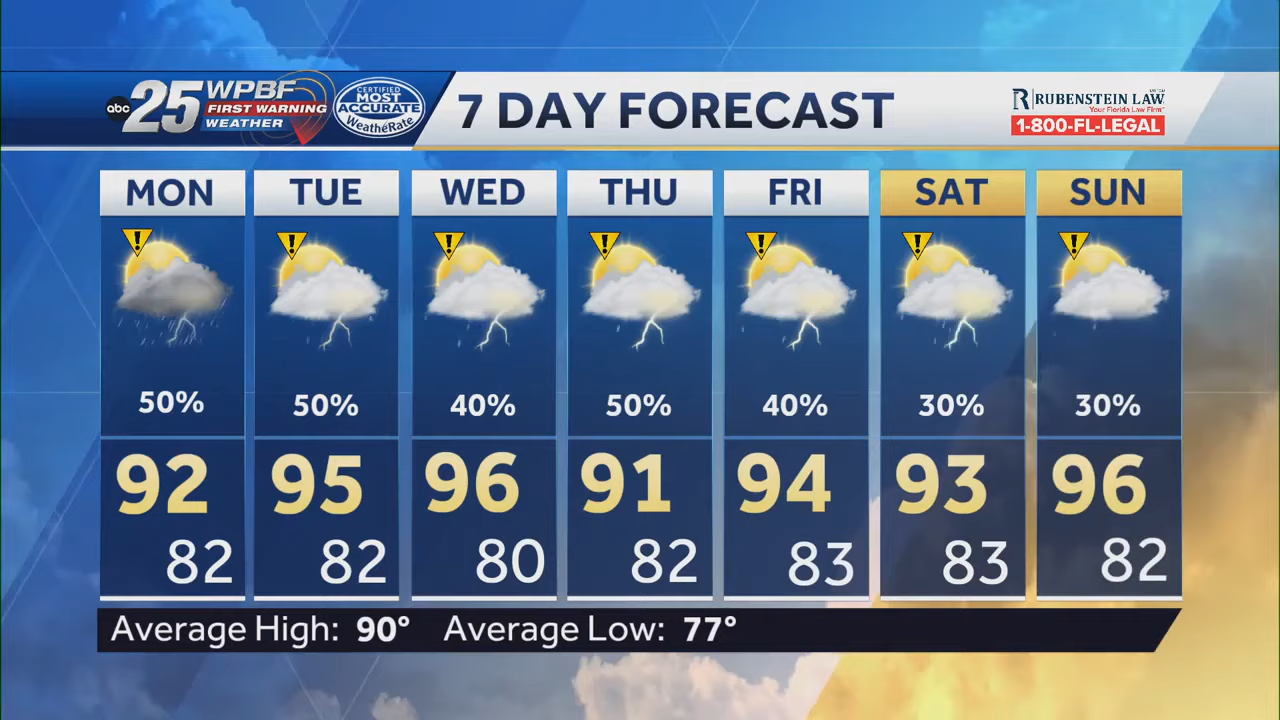 abc 25 WPBF
FIRST WARNING
WEATHER
CERTIFIED
MOST
ACCURATE
WeatheRate
7 DAY FORECAST
RUBENSTEIN LAW
Your Florida Law Firm
1-800-FL-LEGAL
MON TUE WED THU FRI SAT SUN
! ! ! ! ! ! !
50% 50% 40% 50% 40% 30% 30%
92 95 96 91 94 93 96
82 82 80 82 83 83 82
Average High: 90° Average Low: 77°